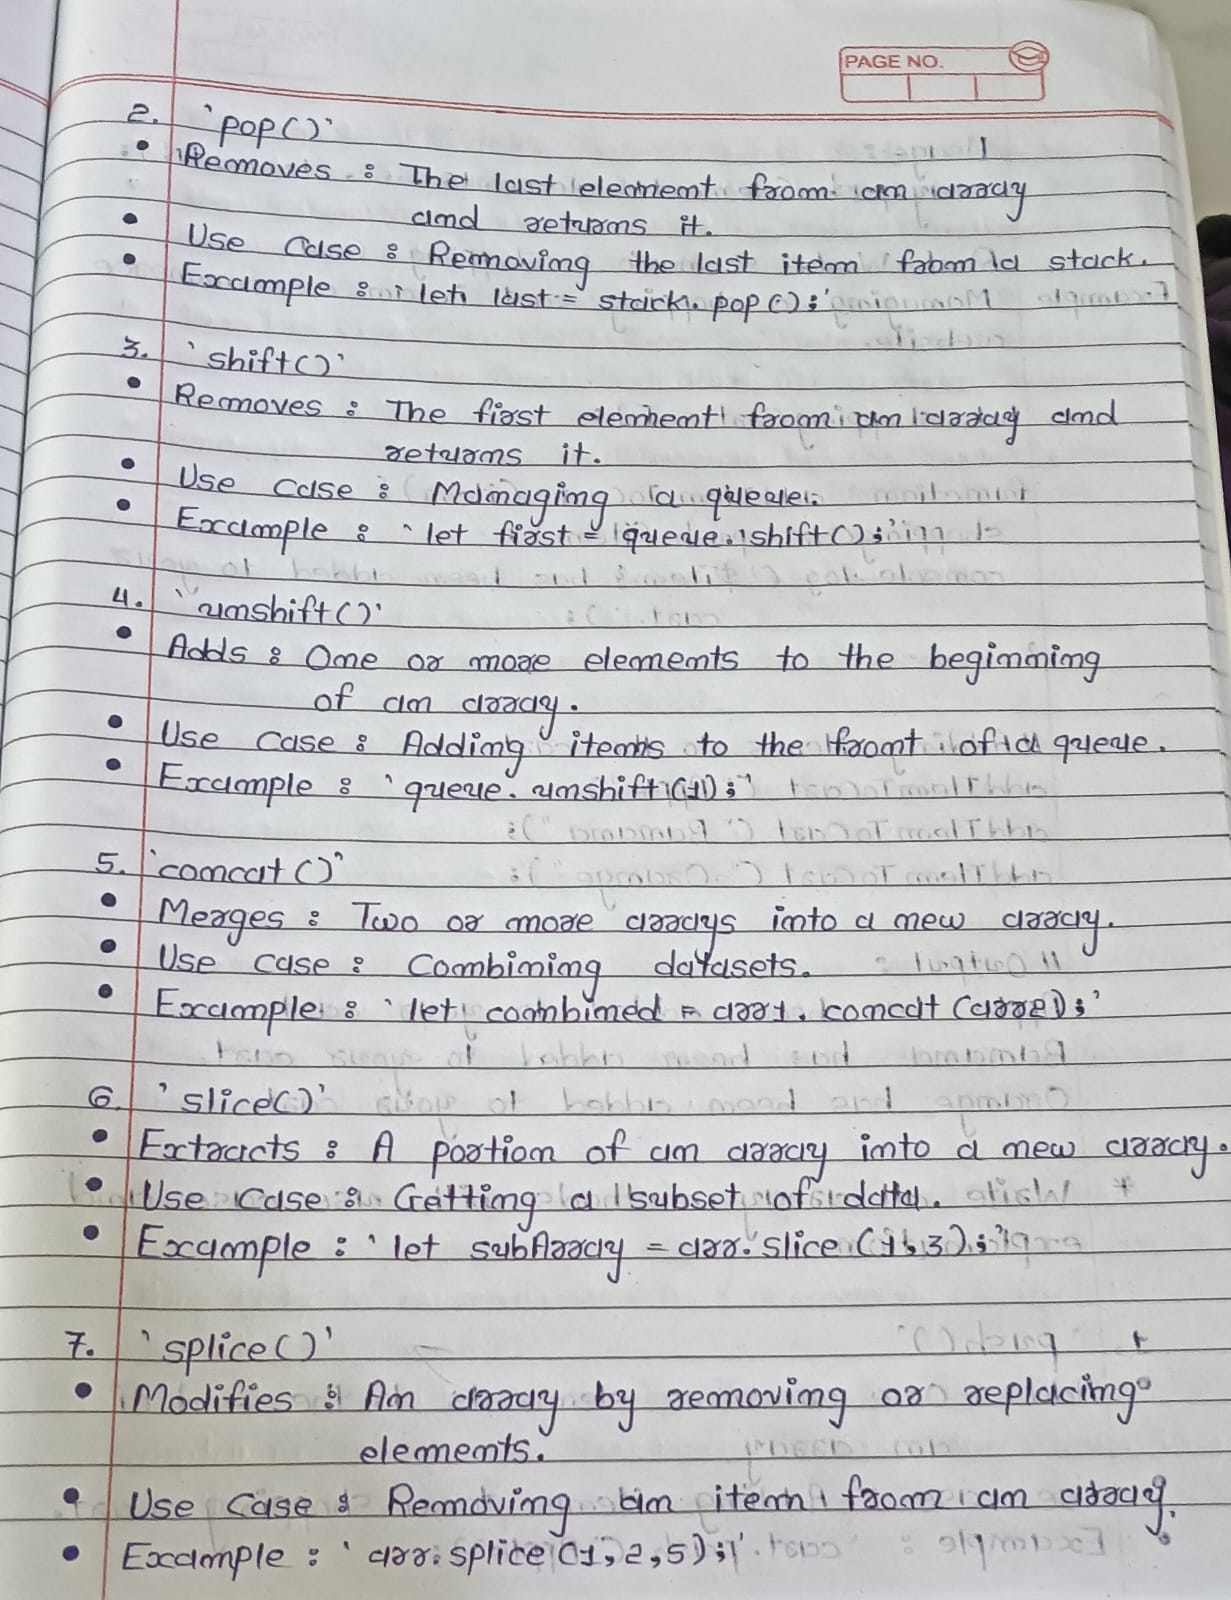 PAGE NO.
2. `pop()`
• Removes : The last element from an array
and returns it.
• Use Case : Removing the last item from a stack.
• Example : `let last = stack.pop();`
3. `shift()`
• Removes : The first element from an array and
returns it.
• Use Case : Managing a queue.
• Example : `let first = queue.shift();`
4. `unshift()`
• Adds : One or more elements to the beginning
of an array.
• Use Case : Adding items to the front of a queue.
• Example : `queue.unshift(1);`
5. `concat()`
• Merges : Two or more arrays into a new array.
• Use Case : Combining datasets.
• Example : `let combined = arr1.concat(arr2);`
6. `slice()`
• Extracts : A portion of an array into a new array.
• Use Case : Getting a subset of data.
• Example : `let subArray = arr.slice(1,3);`
7. `splice()`
• Modifies : An array by removing or replacing
elements.
• Use Case : Removing an item from an array.
• Example : `arr.splice(1,2,5);`